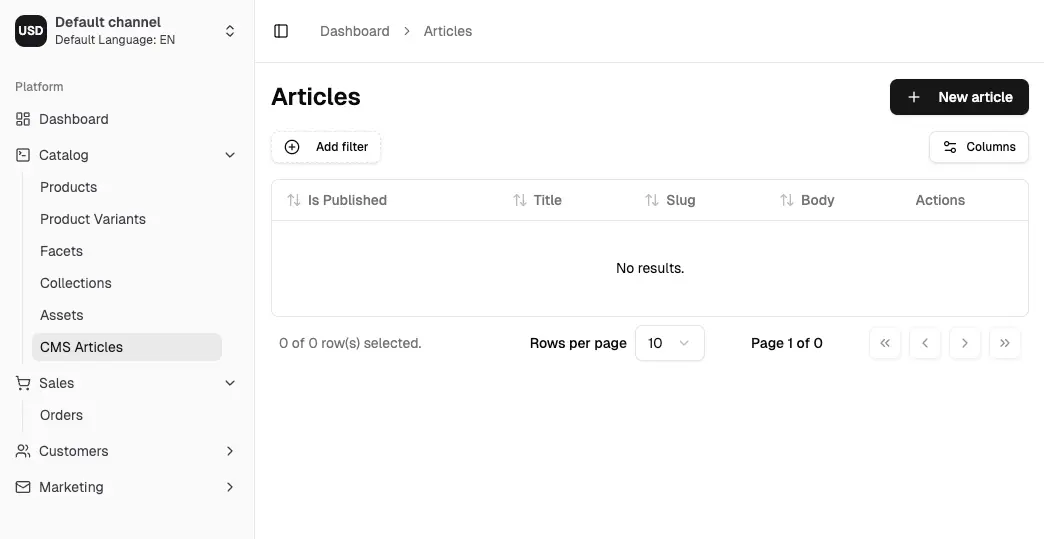 USD
Default channel
Default Language: EN
Platform
Dashboard
Catalog
Products
Product Variants
Facets
Collections
Assets
CMS Articles
Sales
Orders
Customers
Marketing
Dashboard > Articles
Articles
New article
Add filter
Columns
Is Published Title Slug Body Actions
No results.
0 of 0 row(s) selected. Rows per page 10 Page 1 of 0